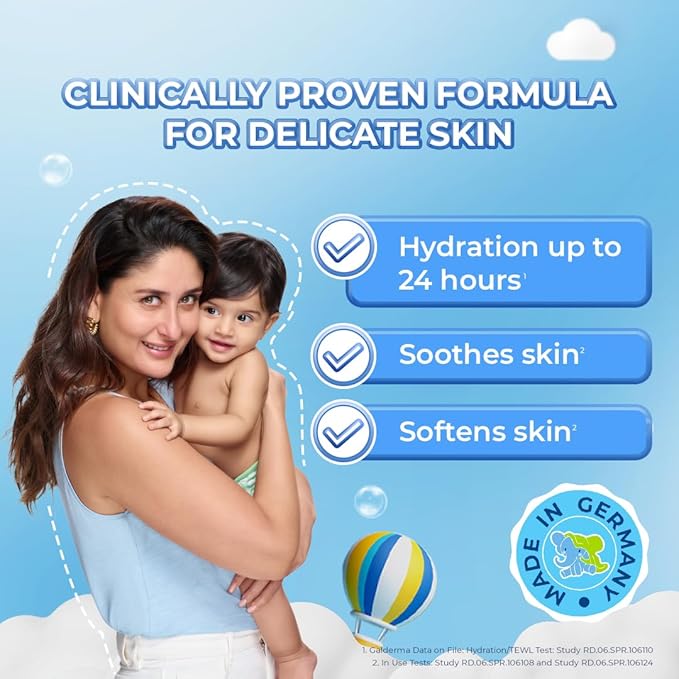 CLINICALLY PROVEN FORMULA
FOR DELICATE SKIN
Hydration up to
24 hours¹
Soothes skin²
Softens skin²
MADE IN GERMANY
1. Galderma Data on File: Hydration/TEWL Test: Study RD.06.SPR.106110
2. In Use Tests: Study RD.06.SPR.106108 and Study RD.06.SPR.106124